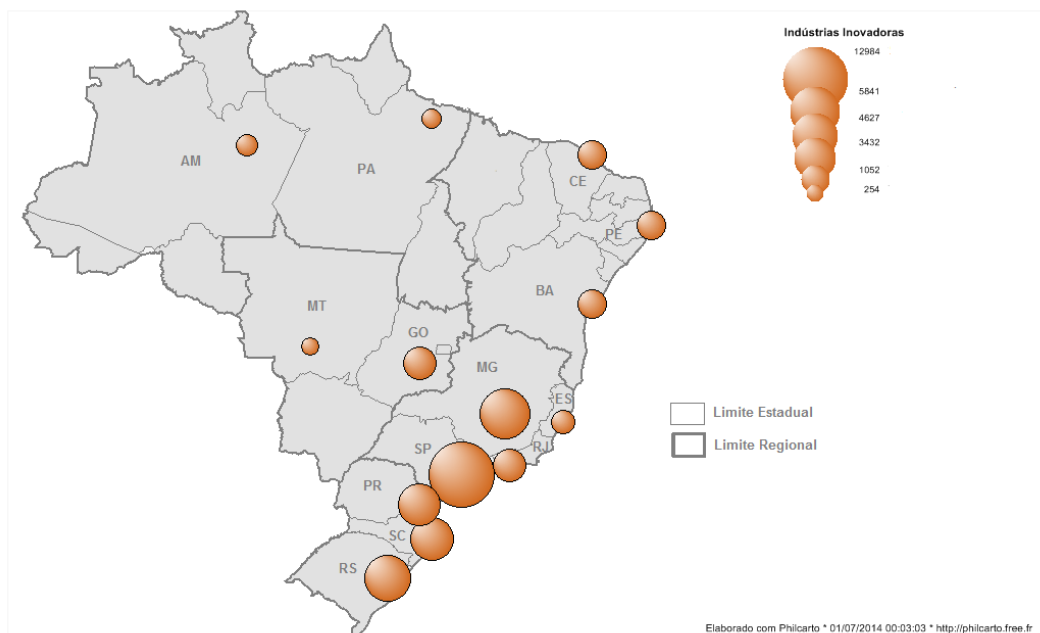 Indústrias Inovadoras
12984
5841
4627
3432
1052
254
AM
PA
CE
PE
BA
MT
GO
MG
ES
SP
RJ
PR
SC
RS
Limite Estadual
Limite Regional
Elaborado com Philcarto * 01/07/2014 00:03:03 * http://philcarto.free.fr